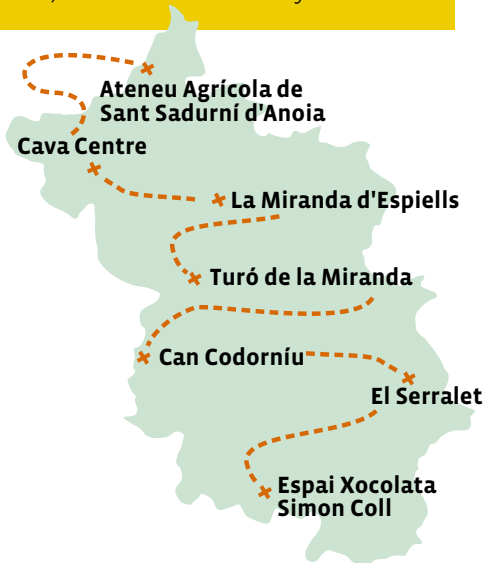 Ateneu Agrícola de
Sant Sadurní d'Anoia
Cava Centre
La Miranda d'Espiells
Turó de la Miranda
Can Codorníu
El Serralet
Espai Xocolata
Simon Coll